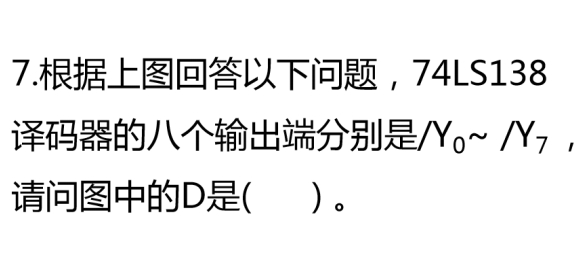 7.根据上图回答以下问题，74LS138
译码器的八个输出端分别是/Y₀~ /Y₇ ，
请问图中的D是(      ) 。